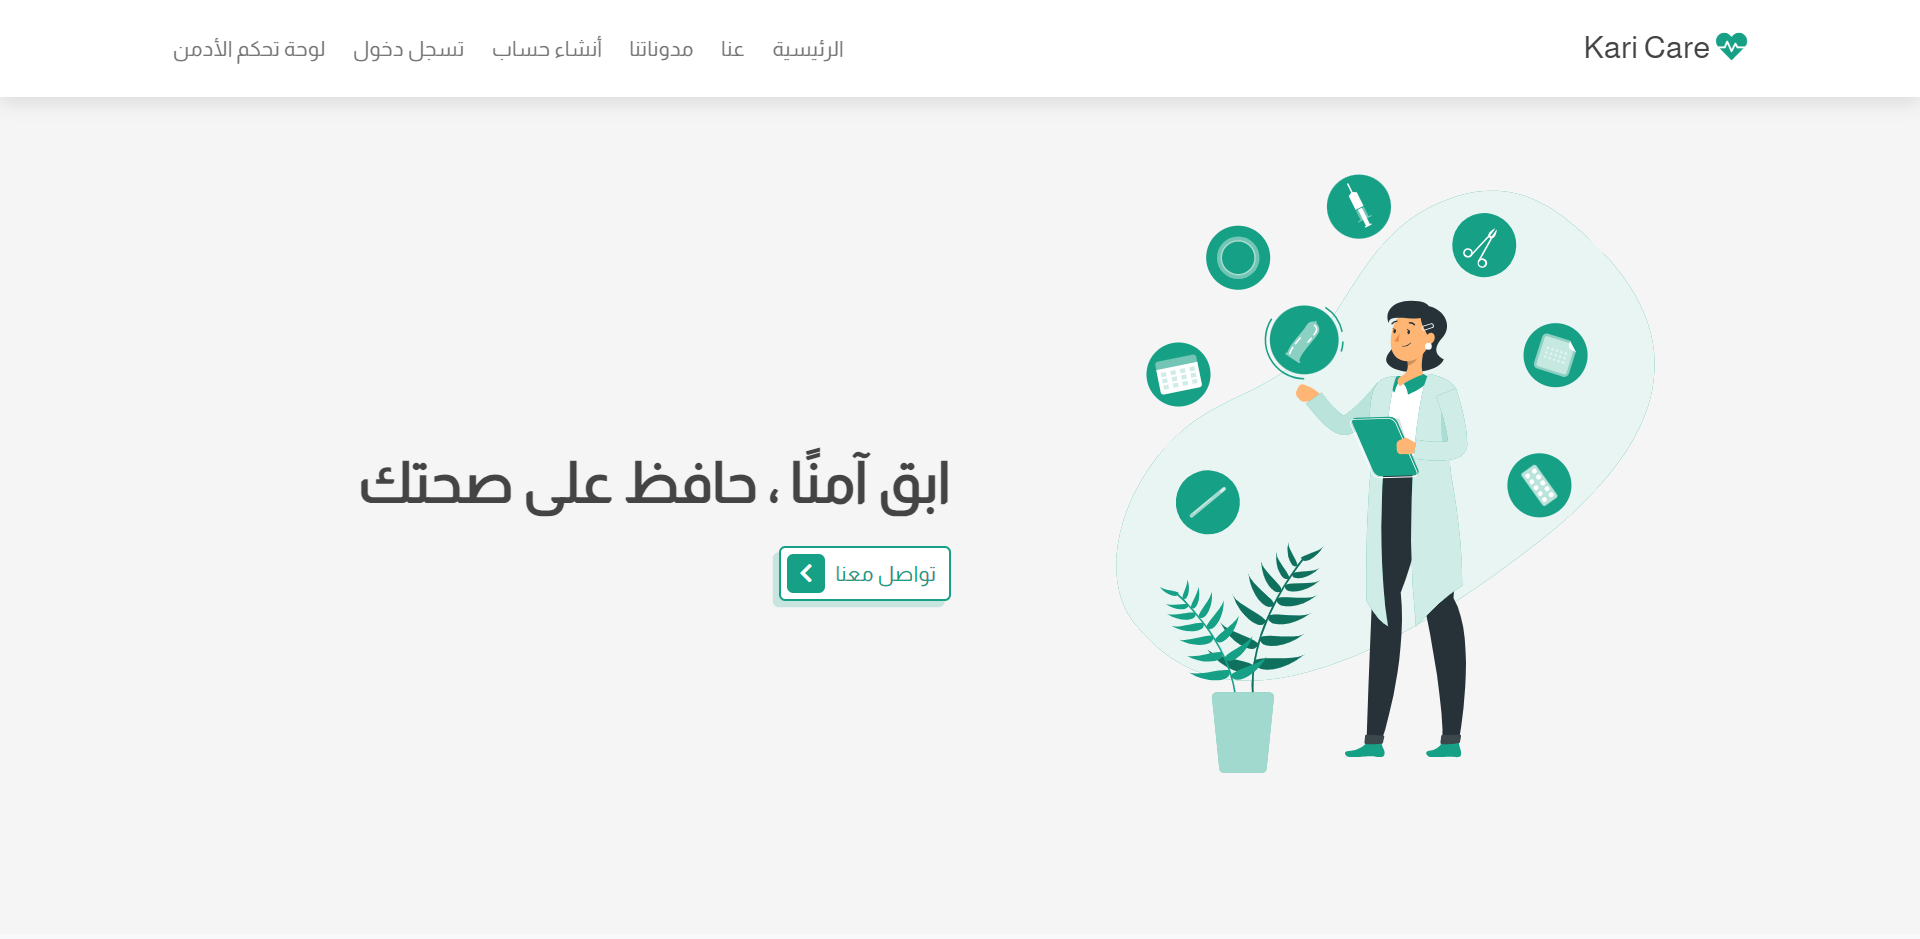 Kari Care
الرئيسية
عنا
مدوناتنا
أنشاء حساب
تسجل دخول
لوحة تحكم الأدمن
ابق آمنًا ، حافظ على صحتك
تواصل معنا